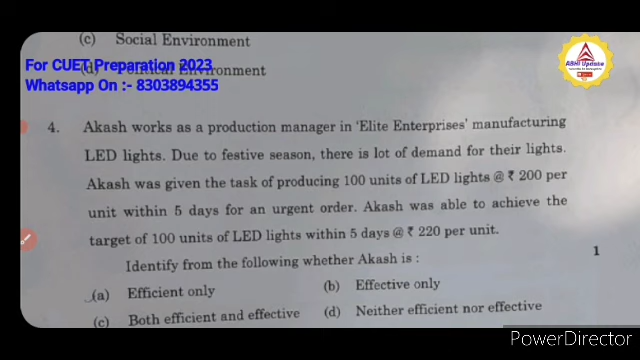 (c) Social Environment
For CUET Preparation 2023
(d) Political Environment
Whatsapp On :- 8303894355
ABHI Update
4. Akash works as a production manager in 'Elite Enterprises' manufacturing
LED lights. Due to festive season, there is lot of demand for their lights.
Akash was given the task of producing 100 units of LED lights @ ₹ 200 per
unit within 5 days for an urgent order. Akash was able to achieve the
target of 100 units of LED lights within 5 days @ ₹ 220 per unit.
Identify from the following whether Akash is : 1
(a) Efficient only (b) Effective only
(c) Both efficient and effective (d) Neither efficient nor effective
PowerDirector